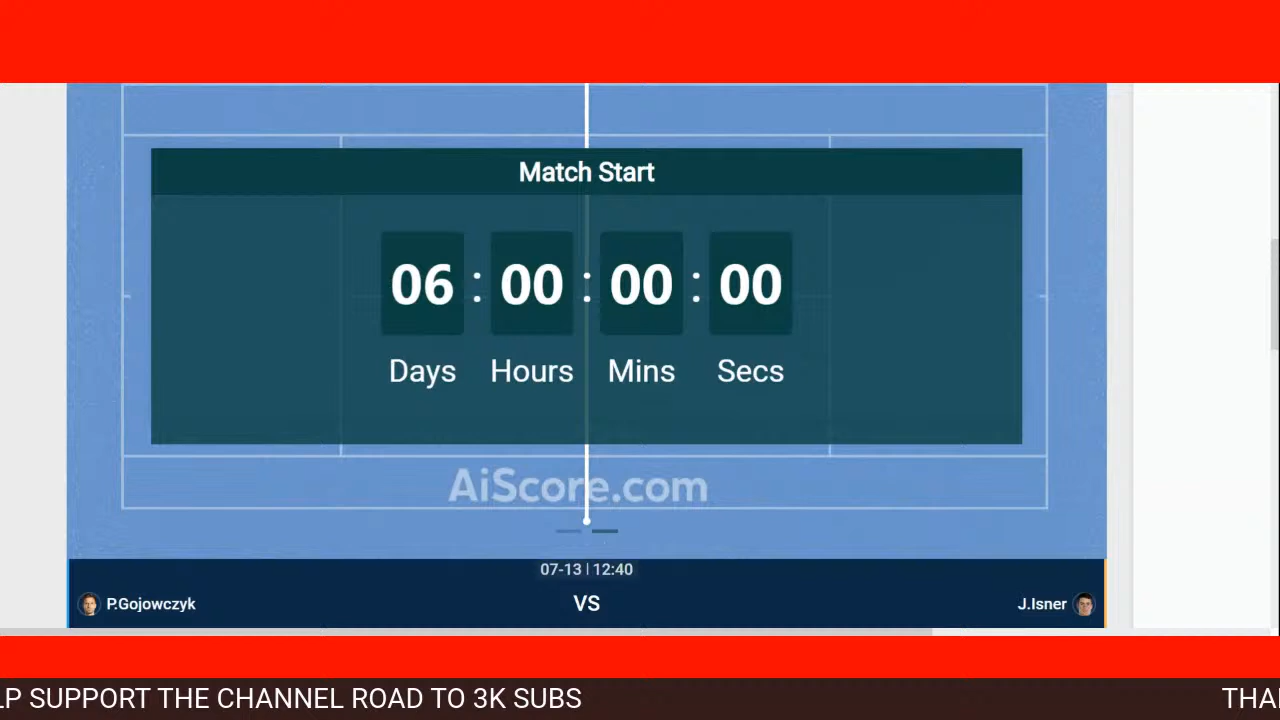 Match Start
06 : 00 : 00 : 00
Days Hours Mins Secs
AiScore.com
07-13 | 12:40
P.Gojowczyk VS J.Isner
SUPPORT THE CHANNEL ROAD TO 3K SUBS